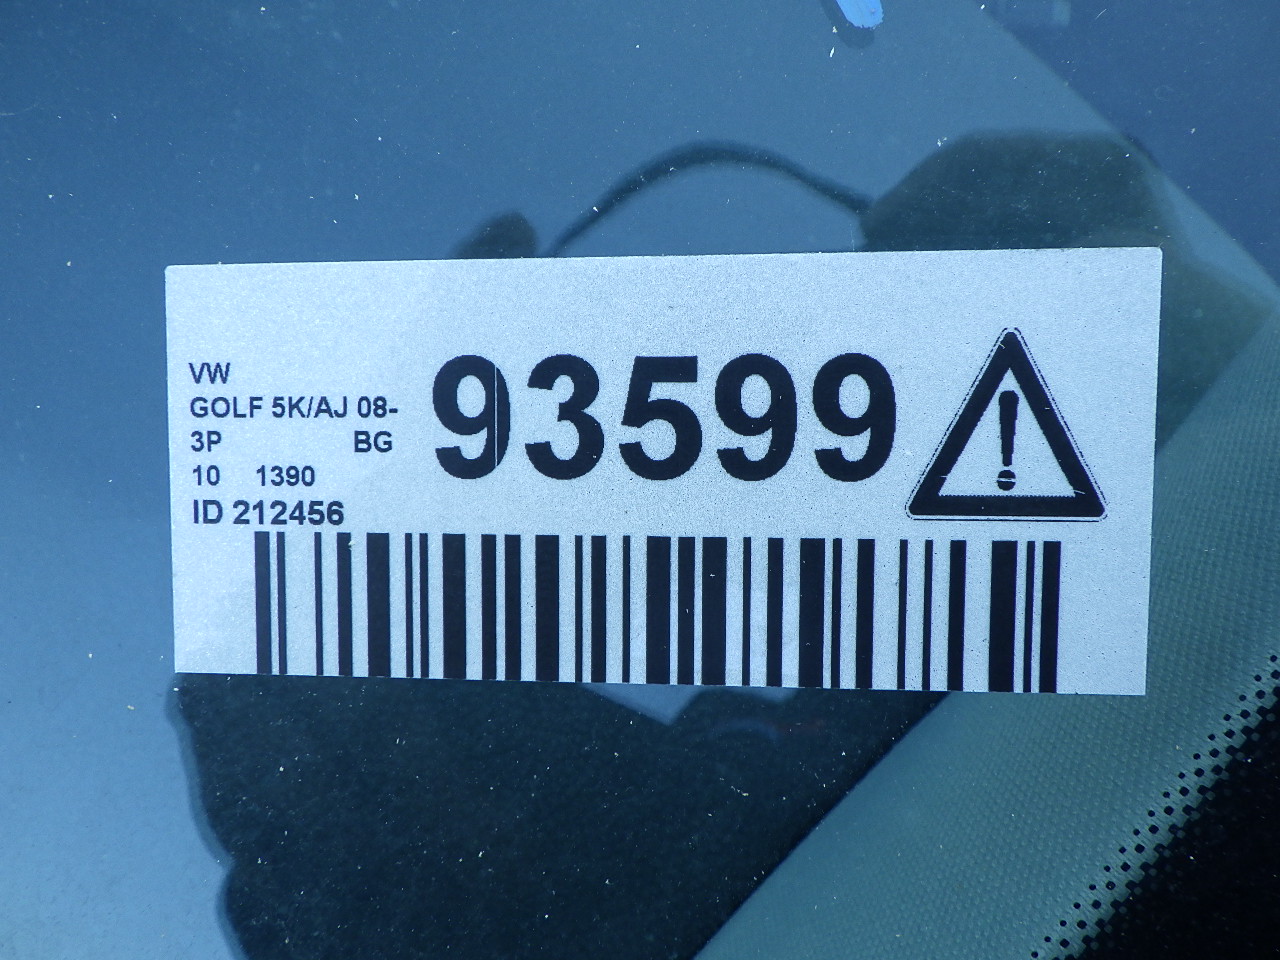 VW
GOLF 5K/AJ 08-
3P BG
10 1390
ID 212456
93599